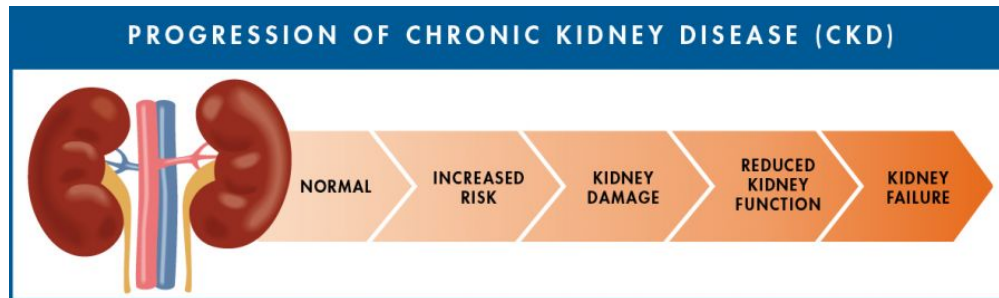 PROGRESSION OF CHRONIC KIDNEY DISEASE (CKD)
NORMAL
INCREASED
RISK
KIDNEY
DAMAGE
REDUCED
KIDNEY
FUNCTION
KIDNEY
FAILURE